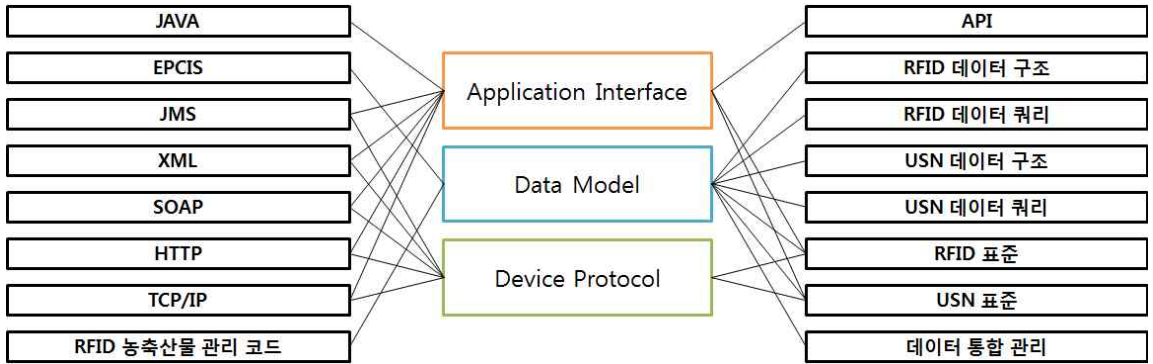 JAVA
EPCIS
JMS
XML
SOAP
HTTP
TCP/IP
RFID 농축산물 관리 코드
Application Interface
Data Model
Device Protocol
API
RFID 데이터 구조
RFID 데이터 쿼리
USN 데이터 구조
USN 데이터 쿼리
RFID 표준
USN 표준
데이터 통합 관리